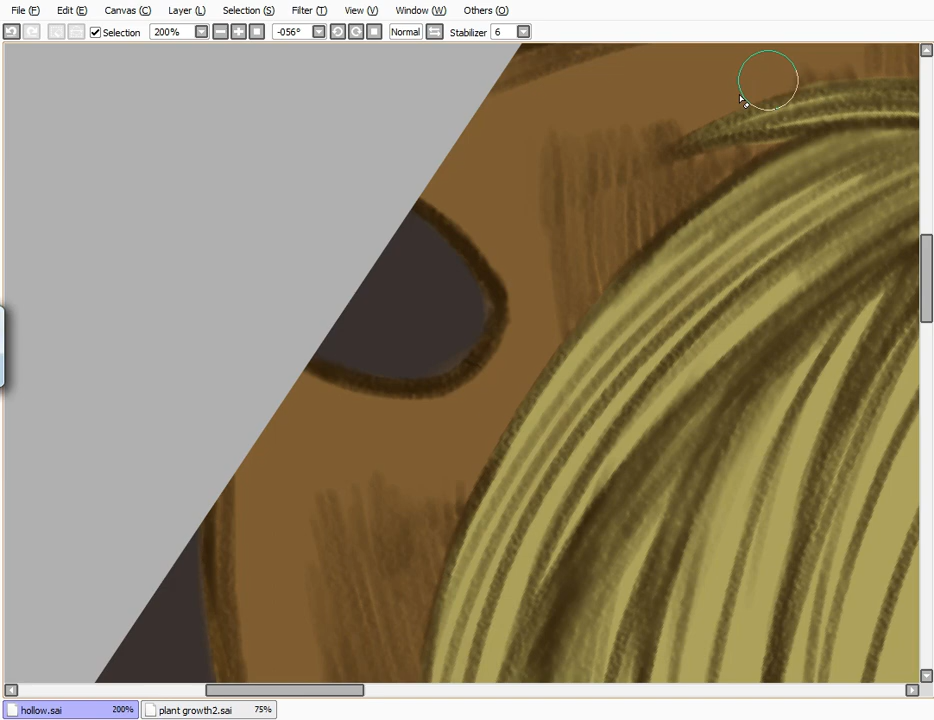 File (F) Edit (E) Canvas (C) Layer (L) Selection (S) Filter (T) View (V) Window (W) Others (O)
Selection 200% -056° Normal Stabilizer 6
hollow.sai 200% plant growth2.sai 75%